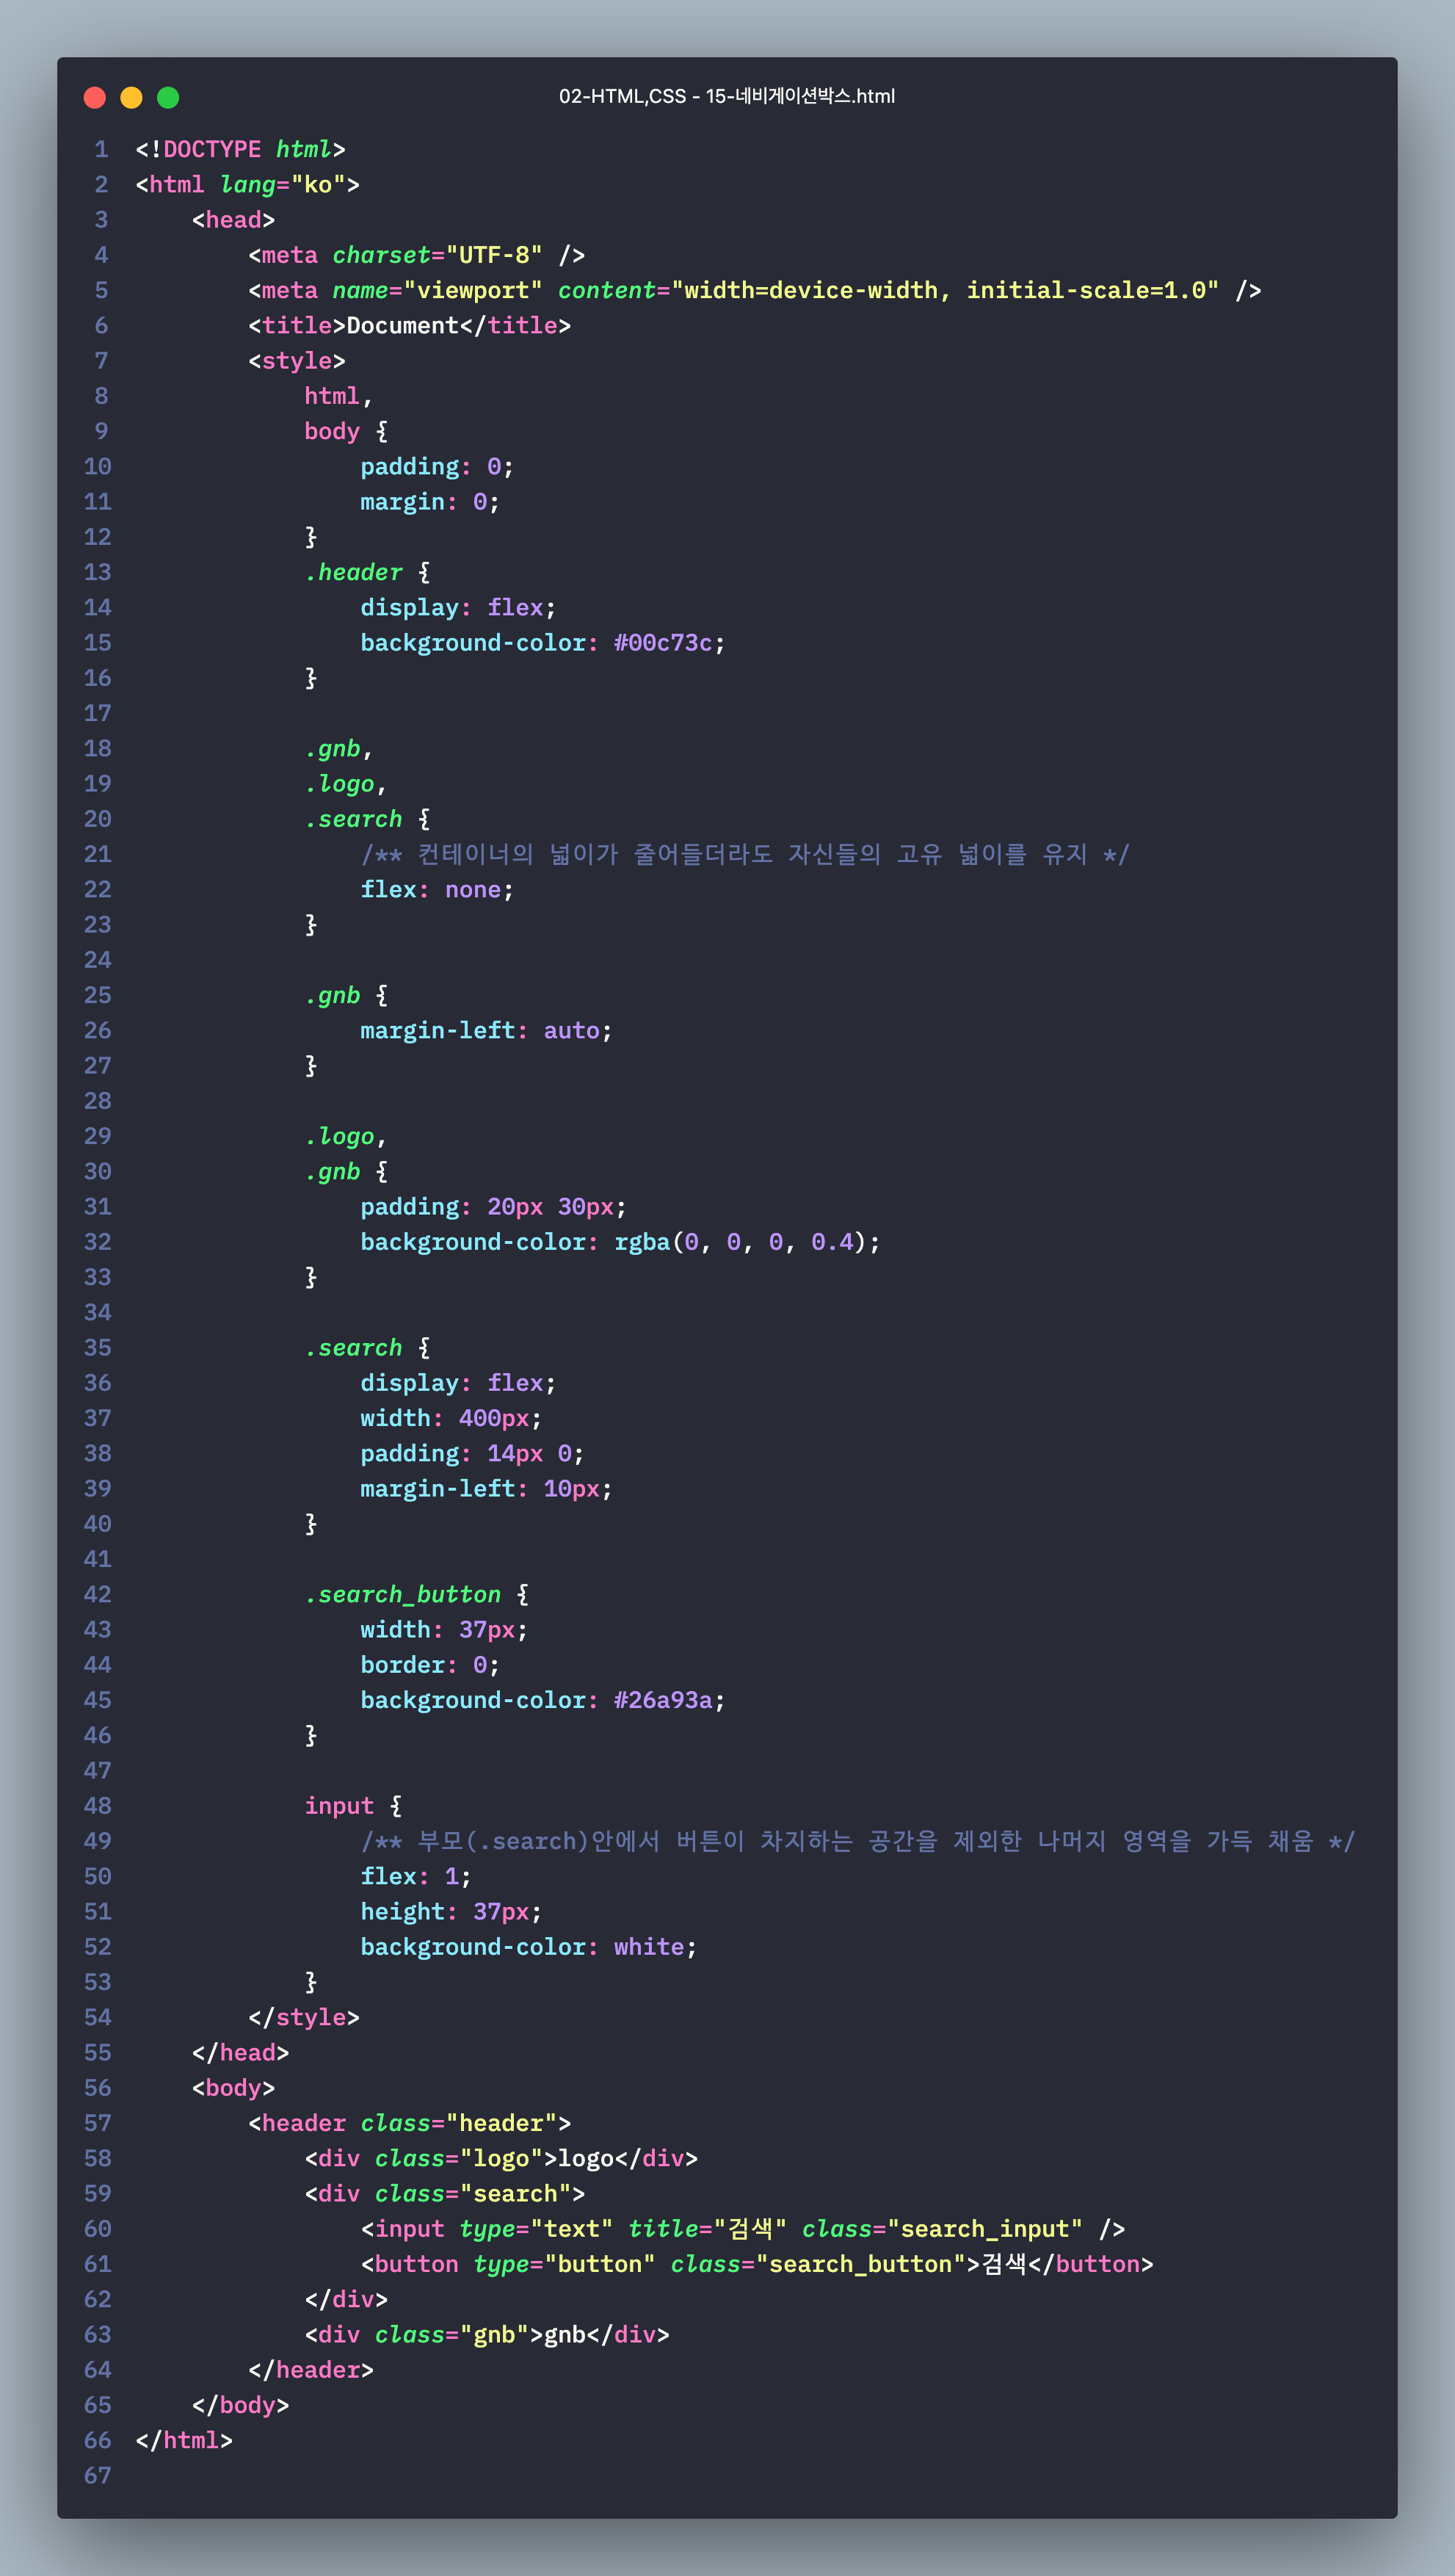 02-HTML,CSS - 15-네비게이션박스.html
1 <!DOCTYPE html>
2 <html lang="ko">
3     <head>
4         <meta charset="UTF-8" />
5         <meta name="viewport" content="width=device-width, initial-scale=1.0" />
6         <title>Document</title>
7         <style>
8             html,
9             body {
10                 padding: 0;
11                 margin: 0;
12             }
13             .header {
14                 display: flex;
15                 background-color: #00c73c;
16             }
17
18             .gnb,
19             .logo,
20             .search {
21                 /** 컨테이너의 넓이가 줄어들더라도 자신들의 고유 넓이를 유지 */
22                 flex: none;
23             }
24
25             .gnb {
26                 margin-left: auto;
27             }
28
29             .logo,
30             .gnb {
31                 padding: 20px 30px;
32                 background-color: rgba(0, 0, 0, 0.4);
33             }
34
35             .search {
36                 display: flex;
37                 width: 400px;
38                 padding: 14px 0;
39                 margin-left: 10px;
40             }
41
42             .search_button {
43                 width: 37px;
44                 border: 0;
45                 background-color: #26a93a;
46             }
47
48             input {
49                 /** 부모(.search)안에서 버튼이 차지하는 공간을 제외한 나머지 영역을 가득 채움 */
50                 flex: 1;
51                 height: 37px;
52                 background-color: white;
53             }
54         </style>
55     </head>
56     <body>
57         <header class="header">
58             <div class="logo">logo</div>
59             <div class="search">
60                 <input type="text" title="검색" class="search_input" />
61                 <button type="button" class="search_button">검색</button>
62             </div>
63             <div class="gnb">gnb</div>
64         </header>
65     </body>
66 </html>
67